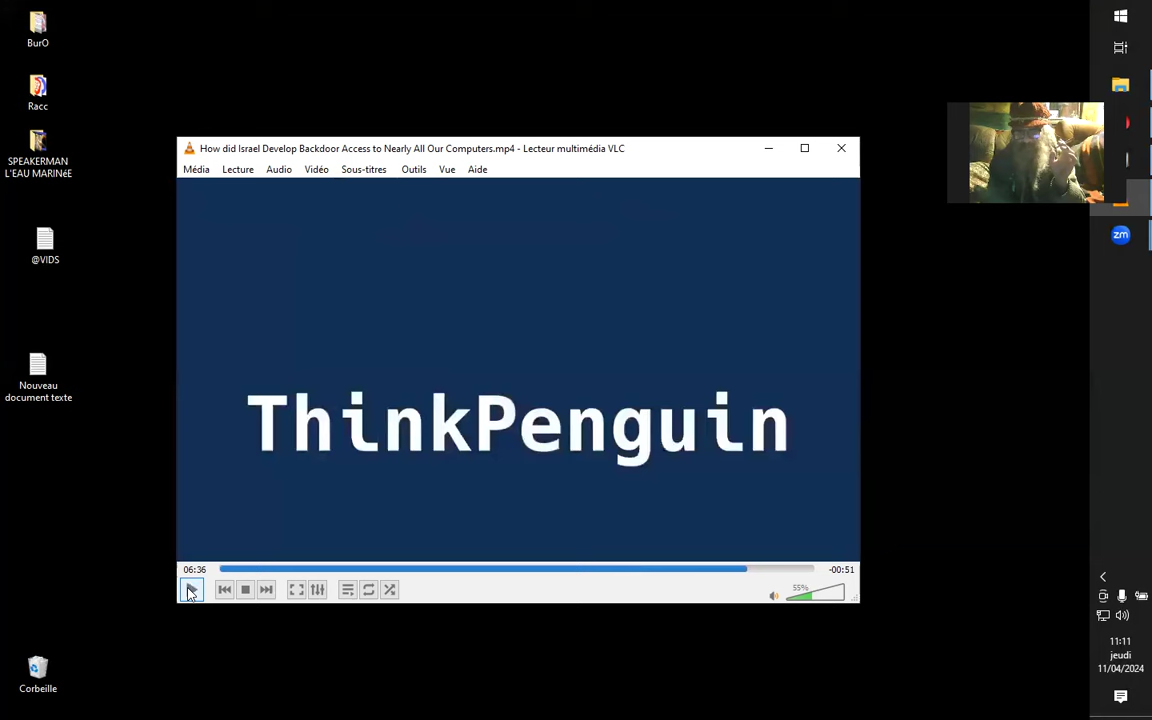 BurO
Racc
SPEAKERMAN
L'EAU MARINéE
@VIDS
Nouveau
document texte
Corbeille
How did Israel Develop Backdoor Access to Nearly All Our Computers.mp4 - Lecteur multimédia VLC
Média Lecture Audio Vidéo Sous-titres Outils Vue Aide
ThinkPenguin
06:36
-00:51
55%
zm
11:11
jeudi
11/04/2024